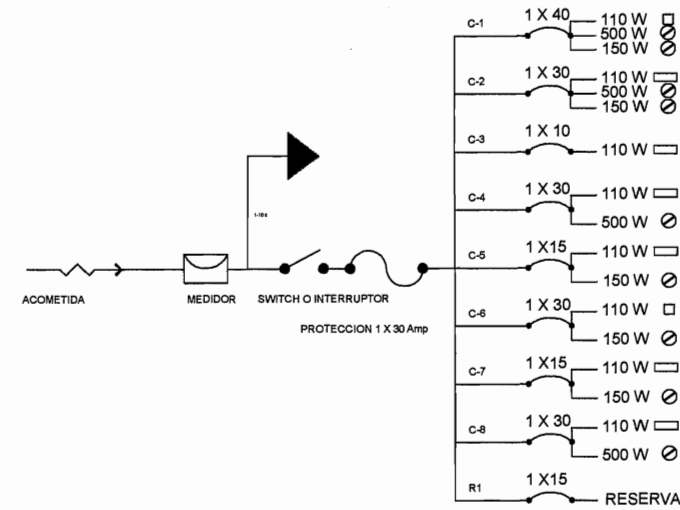 ACOMETIDA
MEDIDOR
SWITCH O INTERRUPTOR
PROTECCION 1 X 30 Amp
C-1
1 X 40
110 W
500 W
150 W
C-2
1 X 30
110 W
500 W
150 W
C-3
1 X 10
110 W
C-4
1 X 30
110 W
500 W
C-5
1 X15
110 W
150 W
C-6
1 X 30
110 W
150 W
C-7
1 X15
110 W
150 W
C-8
1 X 30
110 W
500 W
R1
1 X15
RESERVA